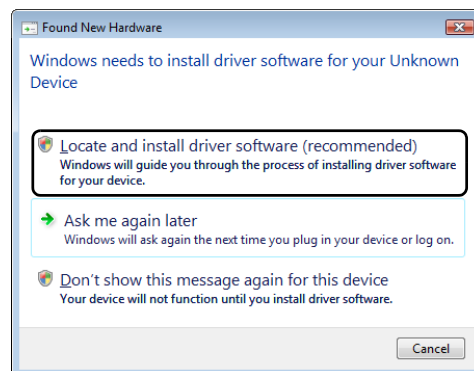 Found New Hardware
Windows needs to install driver software for your Unknown
Device
Locate and install driver software (recommended)
Windows will guide you through the process of installing driver software
for your device.
Ask me again later
Windows will ask again the next time you plug in your device or log on.
Don't show this message again for this device
Your device will not function until you install driver software.
Cancel